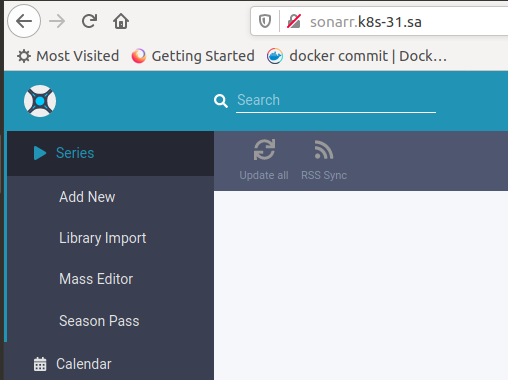 sonarr.k8s-31.sa
Most Visited Getting Started docker commit | Dock…
Search
Series
Update all RSS Sync
Add New
Library Import
Mass Editor
Season Pass
Calendar